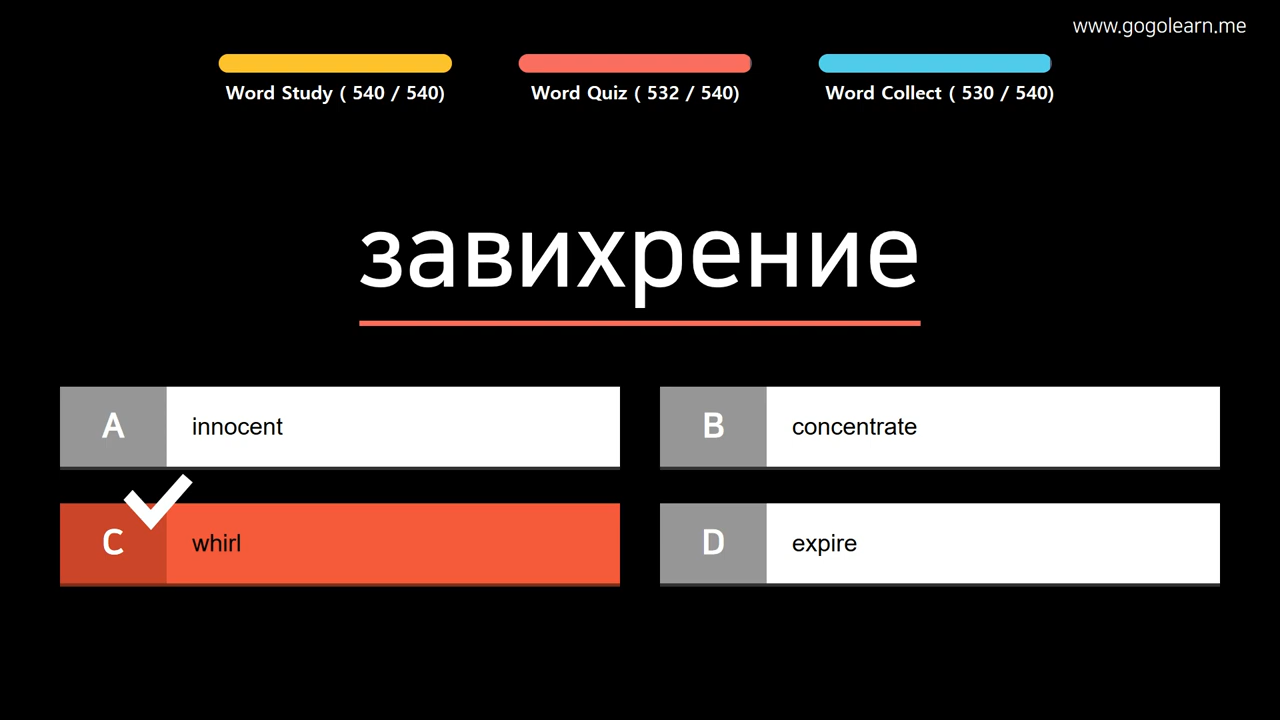 www.gogolearn.me
Word Study ( 540 / 540)
Word Quiz ( 532 / 540)
Word Collect ( 530 / 540)
завихрение
A innocent
B concentrate
C whirl
D expire